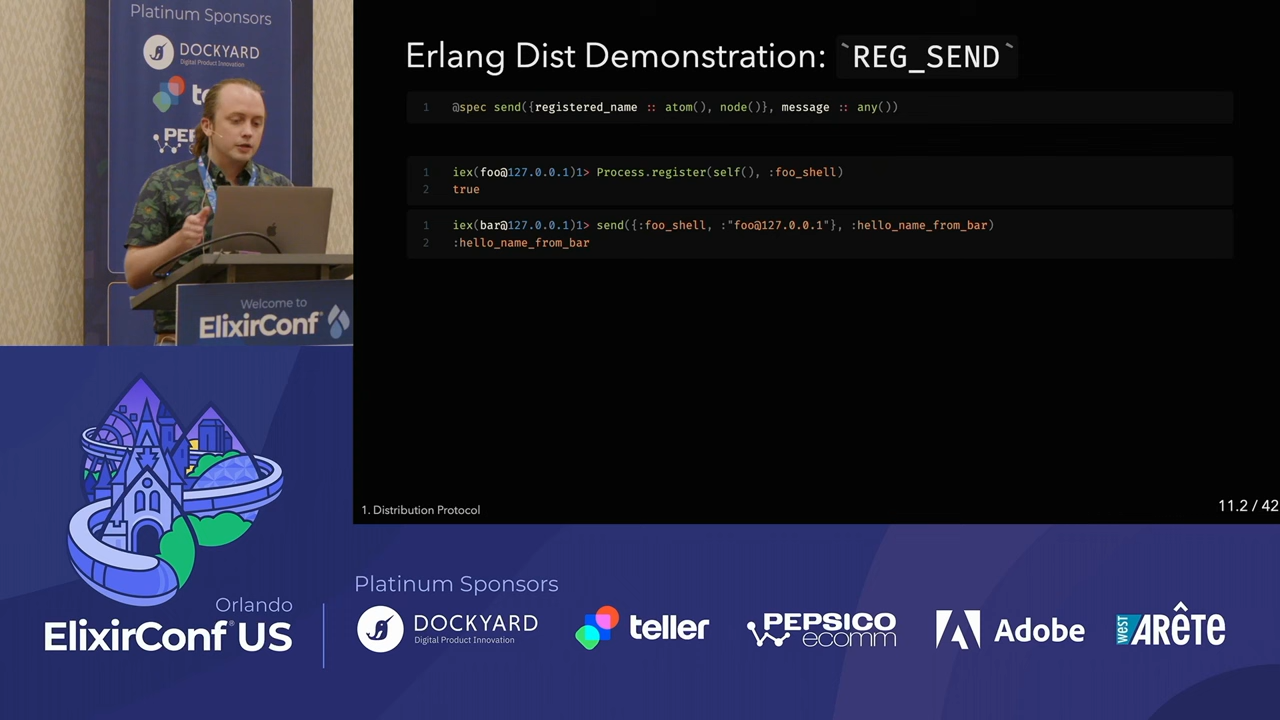 Platinum Sponsors
DOCKYARD
Digital Product Innovation
te
PEP
Welcome to
ElixirConf®
Erlang Dist Demonstration: `REG_SEND`
1 @spec send({registered_name :: atom(), node()}, message :: any())
1 iex(foo@127.0.0.1)1> Process.register(self(), :foo_shell)
2 true
1 iex(bar@127.0.0.1)1> send({:foo_shell, :"foo@127.0.0.1"}, :hello_name_from_bar)
2 :hello_name_from_bar
1. Distribution Protocol
11.2 / 42
Orlando
ElixirConf® US
Platinum Sponsors
DOCKYARD
Digital Product Innovation
teller
PEPSICO
ecomm
Adobe
west ARÊTE